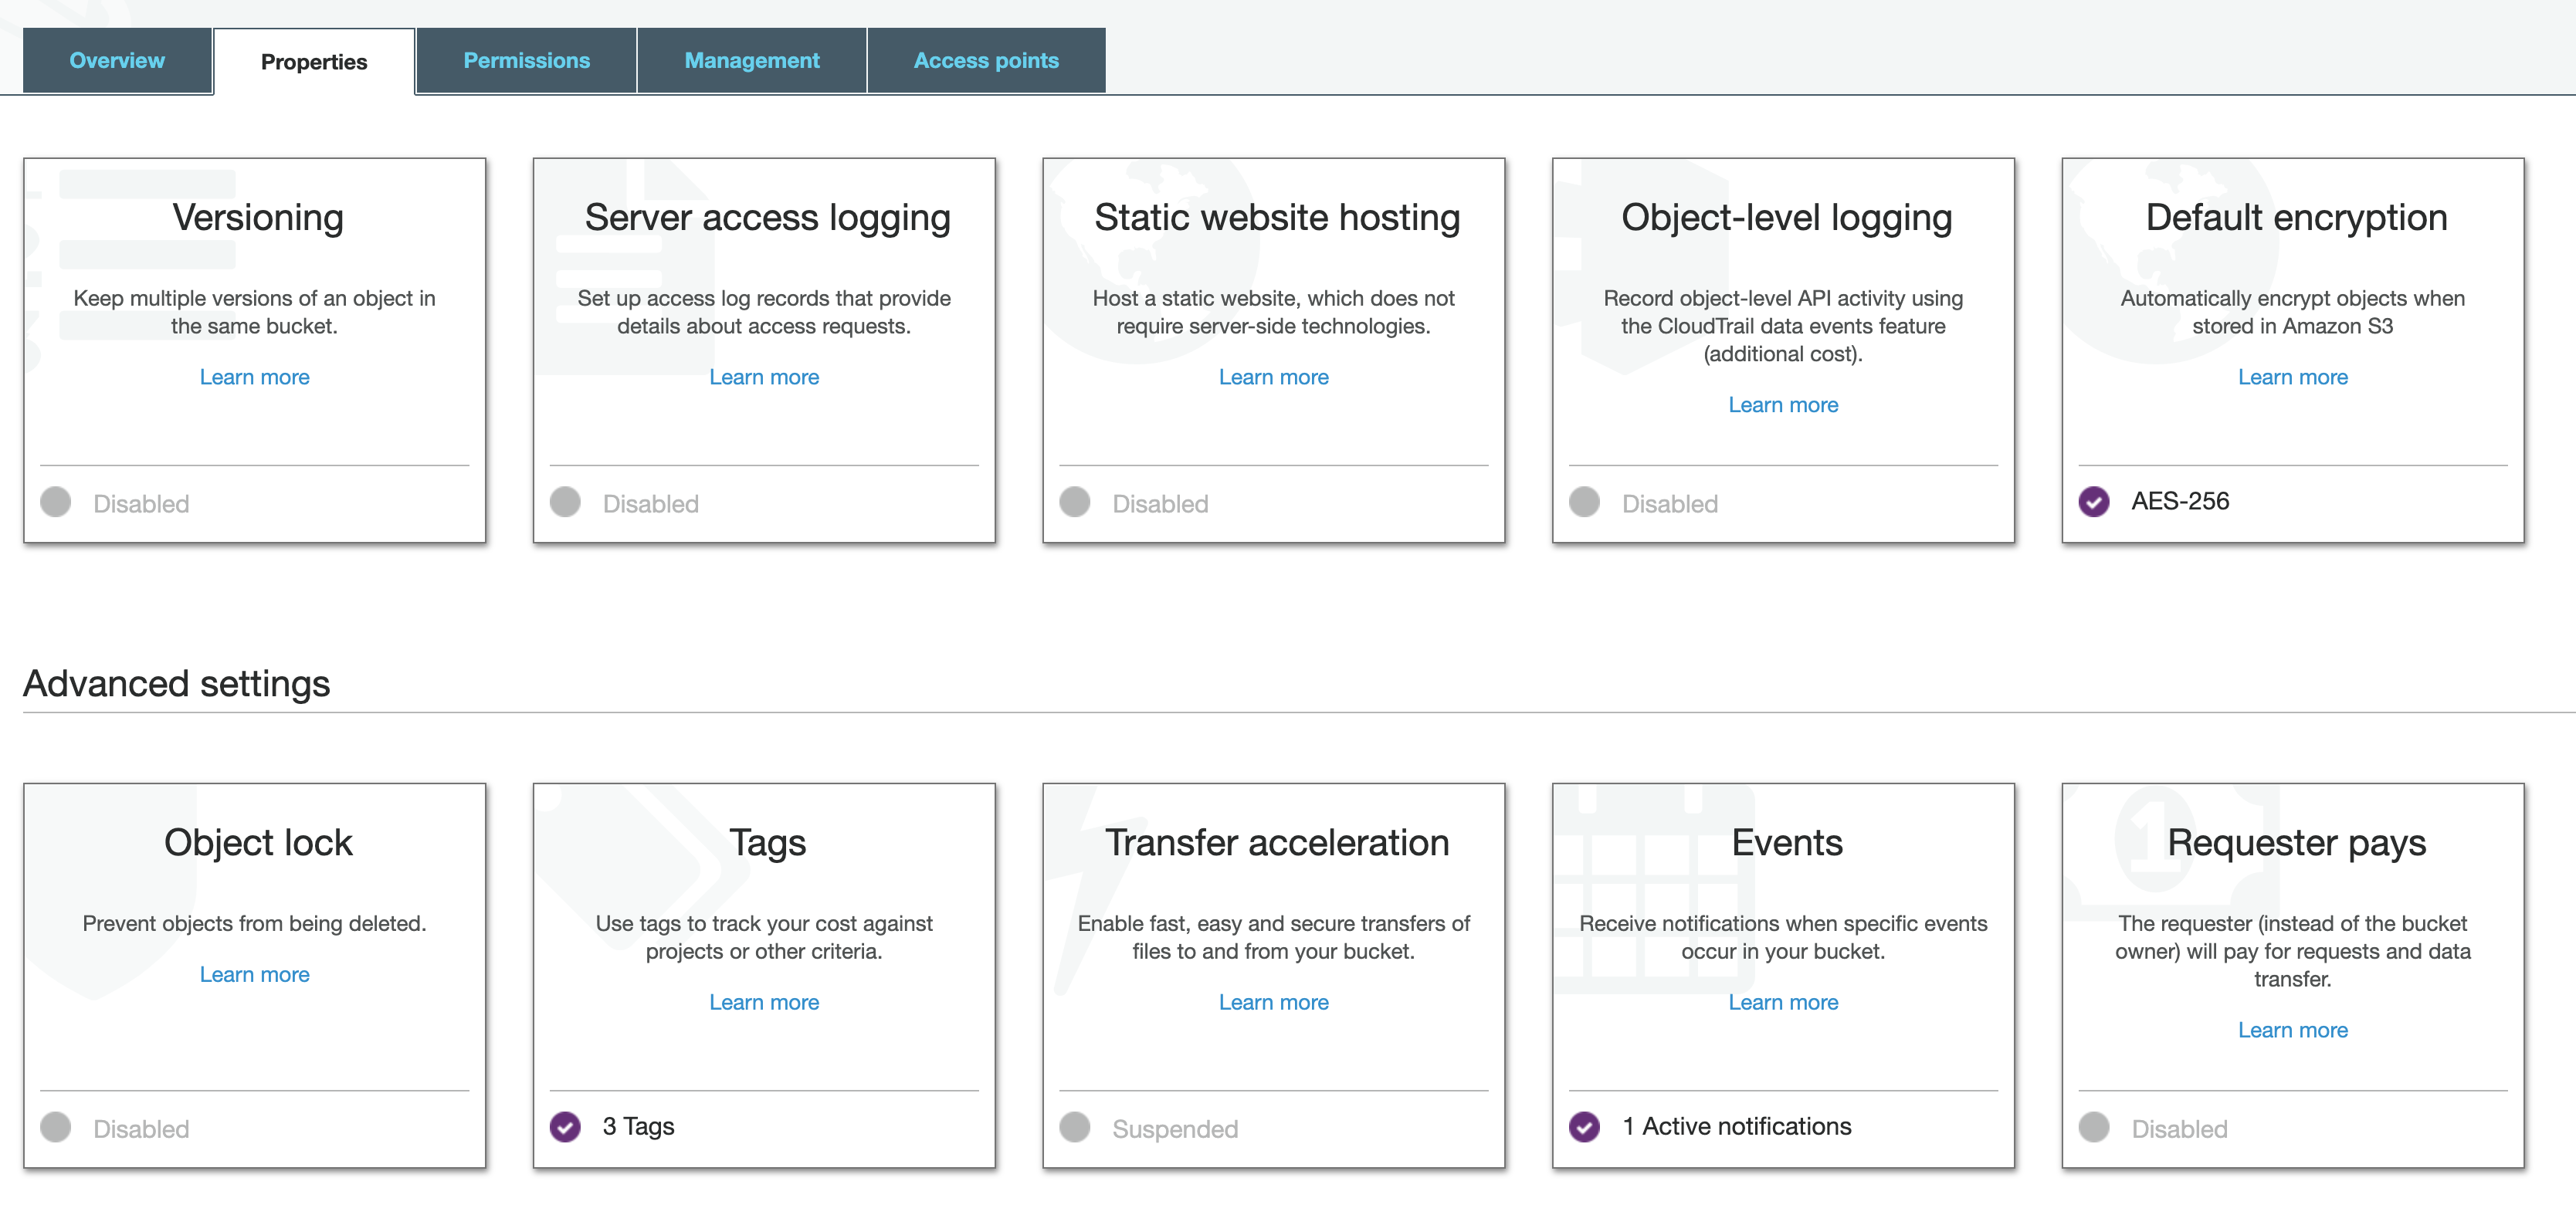 Overview
Properties
Permissions
Management
Access points
Versioning
Keep multiple versions of an object in
the same bucket.
Learn more
Disabled
Server access logging
Set up access log records that provide
details about access requests.
Learn more
Disabled
Static website hosting
Host a static website, which does not
require server-side technologies.
Learn more
Disabled
Object-level logging
Record object-level API activity using
the CloudTrail data events feature
(additional cost).
Learn more
Disabled
Default encryption
Automatically encrypt objects when
stored in Amazon S3
Learn more
AES-256
Advanced settings
Object lock
Prevent objects from being deleted.
Learn more
Disabled
Tags
Use tags to track your cost against
projects or other criteria.
Learn more
3 Tags
Transfer acceleration
Enable fast, easy and secure transfers of
files to and from your bucket.
Learn more
Suspended
Events
Receive notifications when specific events
occur in your bucket.
Learn more
1 Active notifications
1
Requester pays
The requester (instead of the bucket
owner) will pay for requests and data
transfer.
Learn more
Disabled